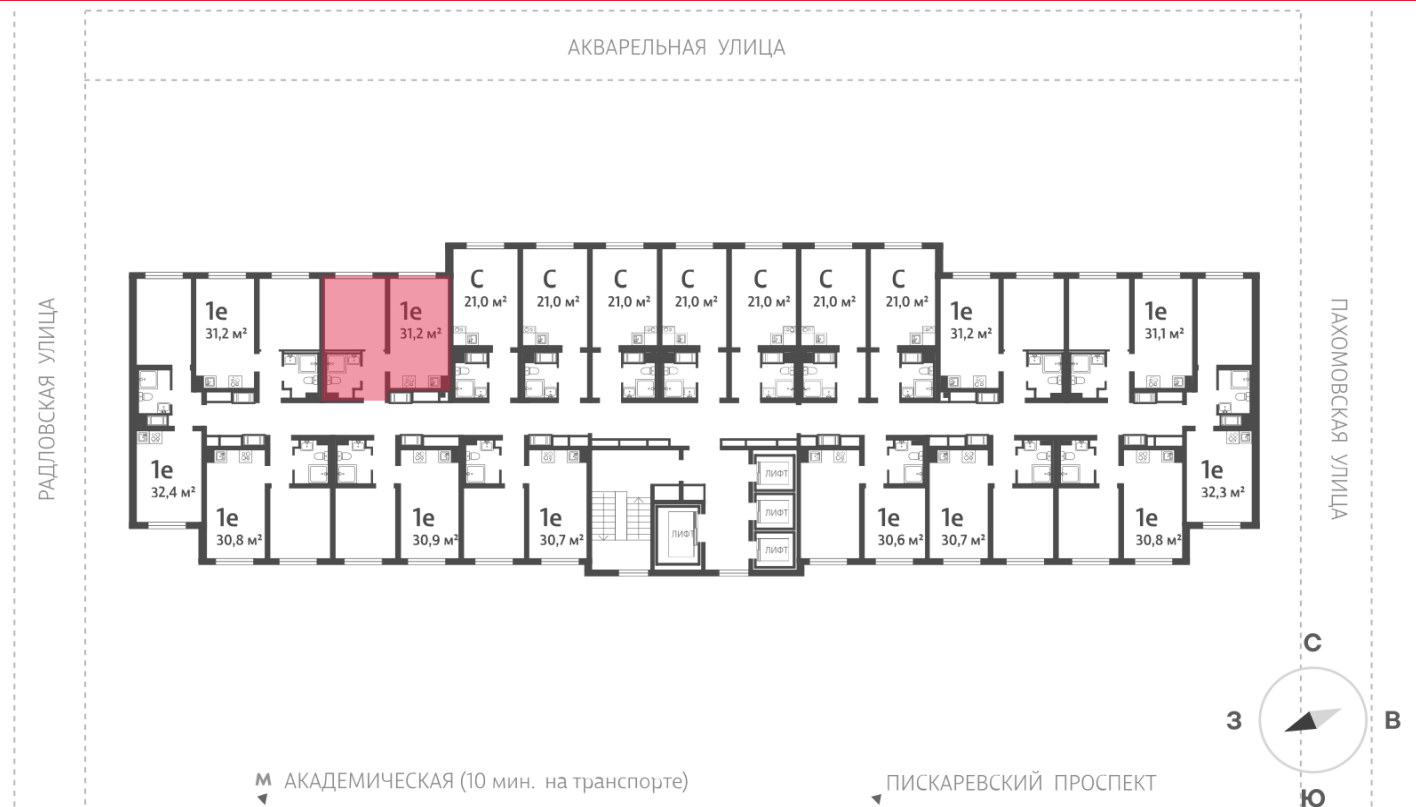 АКВАРЕЛЬНАЯ УЛИЦА
РАДЛОВСКАЯ УЛИЦА
ПАХОМОВСКАЯ УЛИЦА
1е
31,2 м²
1е
31,2 м²
С
21,0 м²
С
21,0 м²
С
21,0 м²
С
21,0 м²
С
21,0 м²
С
21,0 м²
С
21,0 м²
1е
31,2 м²
1е
31,1 м²
1е
32,4 м²
1е
30,8 м²
1е
30,9 м²
1е
30,7 м²
ЛИФТ
ЛИФТ
ЛИФТ
ЛИФТ
1е
30,6 м²
1е
30,7 м²
1е
30,8 м²
1е
32,3 м²
С
З
В
Ю
М АКАДЕМИЧЕСКАЯ (10 мин. на транспорте)
ПИСКАРЕВСКИЙ ПРОСПЕКТ